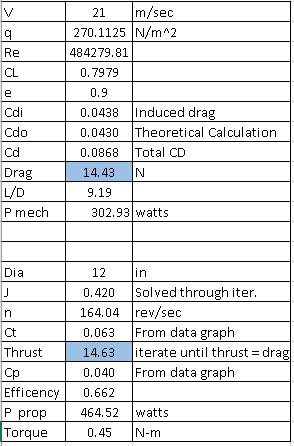 V 21 m/sec
q 270.1125 N/m^2
Re 484279.81
CL 0.7979
e 0.9
Cdi 0.0438 Induced drag
Cdo 0.0430 Theoretical Calculation
Cd 0.0868 Total CD
Drag 14.43 N
L/D 9.19
P mech 302.93 watts
Dia 12 in
J 0.420 Solved through iter.
n 164.04 rev/sec
Ct 0.063 From data graph
Thrust 14.63 iterate until thrust = drag
Cp 0.040 From data graph
Efficency 0.662
P prop 464.52 watts
Torque 0.45 N-m